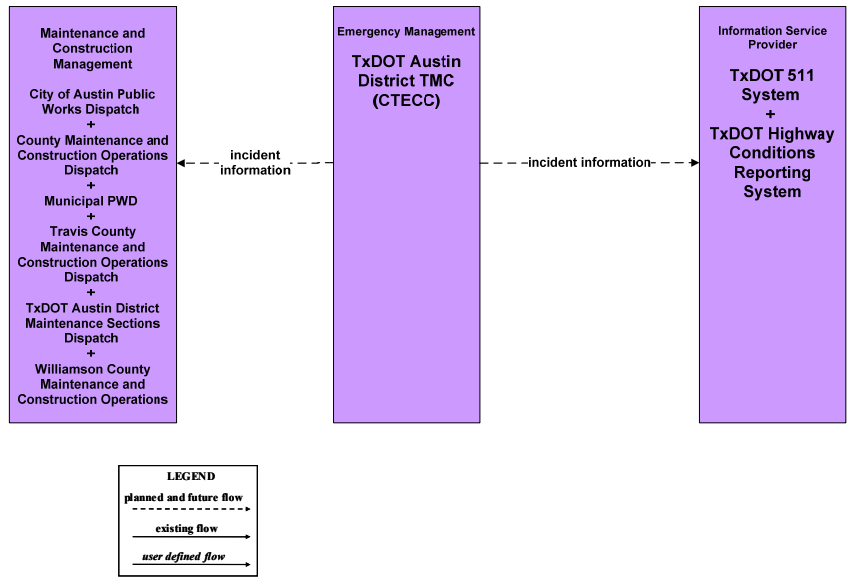 Maintenance and
Construction
Management
City of Austin Public
Works Dispatch
+
County Maintenance and
Construction Operations
Dispatch
+
Municipal PWD
+
Travis County
Maintenance and
Construction Operations
Dispatch
+
TxDOT Austin District
Maintenance Sections
Dispatch
+
Williamson County
Maintenance and
Construction Operations
incident
information
Emergency Management
TxDOT Austin
District TMC
(CTECC)
incident information
Information Service
Provider
TxDOT 511
System
+
TxDOT Highway
Conditions
Reporting
System
LEGEND
planned and future flow
existing flow
user defined flow